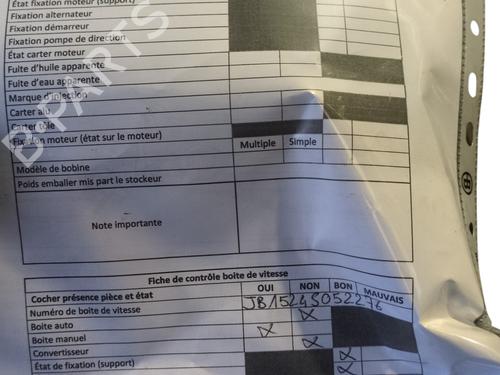 État fixation moteur (support)
Fixation alternateur
Fixation démarreur
Fixation pompe de direction
État carter moteur
Fuite d'huile apparente
Fuite d'eau apparente
Marque d'injection
Carter alu
Carter tôle
Fixation moteur (état sur le moteur)
Multiple Simple
Modèle de bobine
Poids emballer mis part le stockeur
Note importante
Fiche de contrôle boite de vitesse
Cocher présence pièce et état OUI NON BON MAUVAIS
Numéro de boite de vitesse JB1524S052276
Boite auto X
Boite manuel X
Convertisseur X X
État de fixation (support) X
B-PARTS